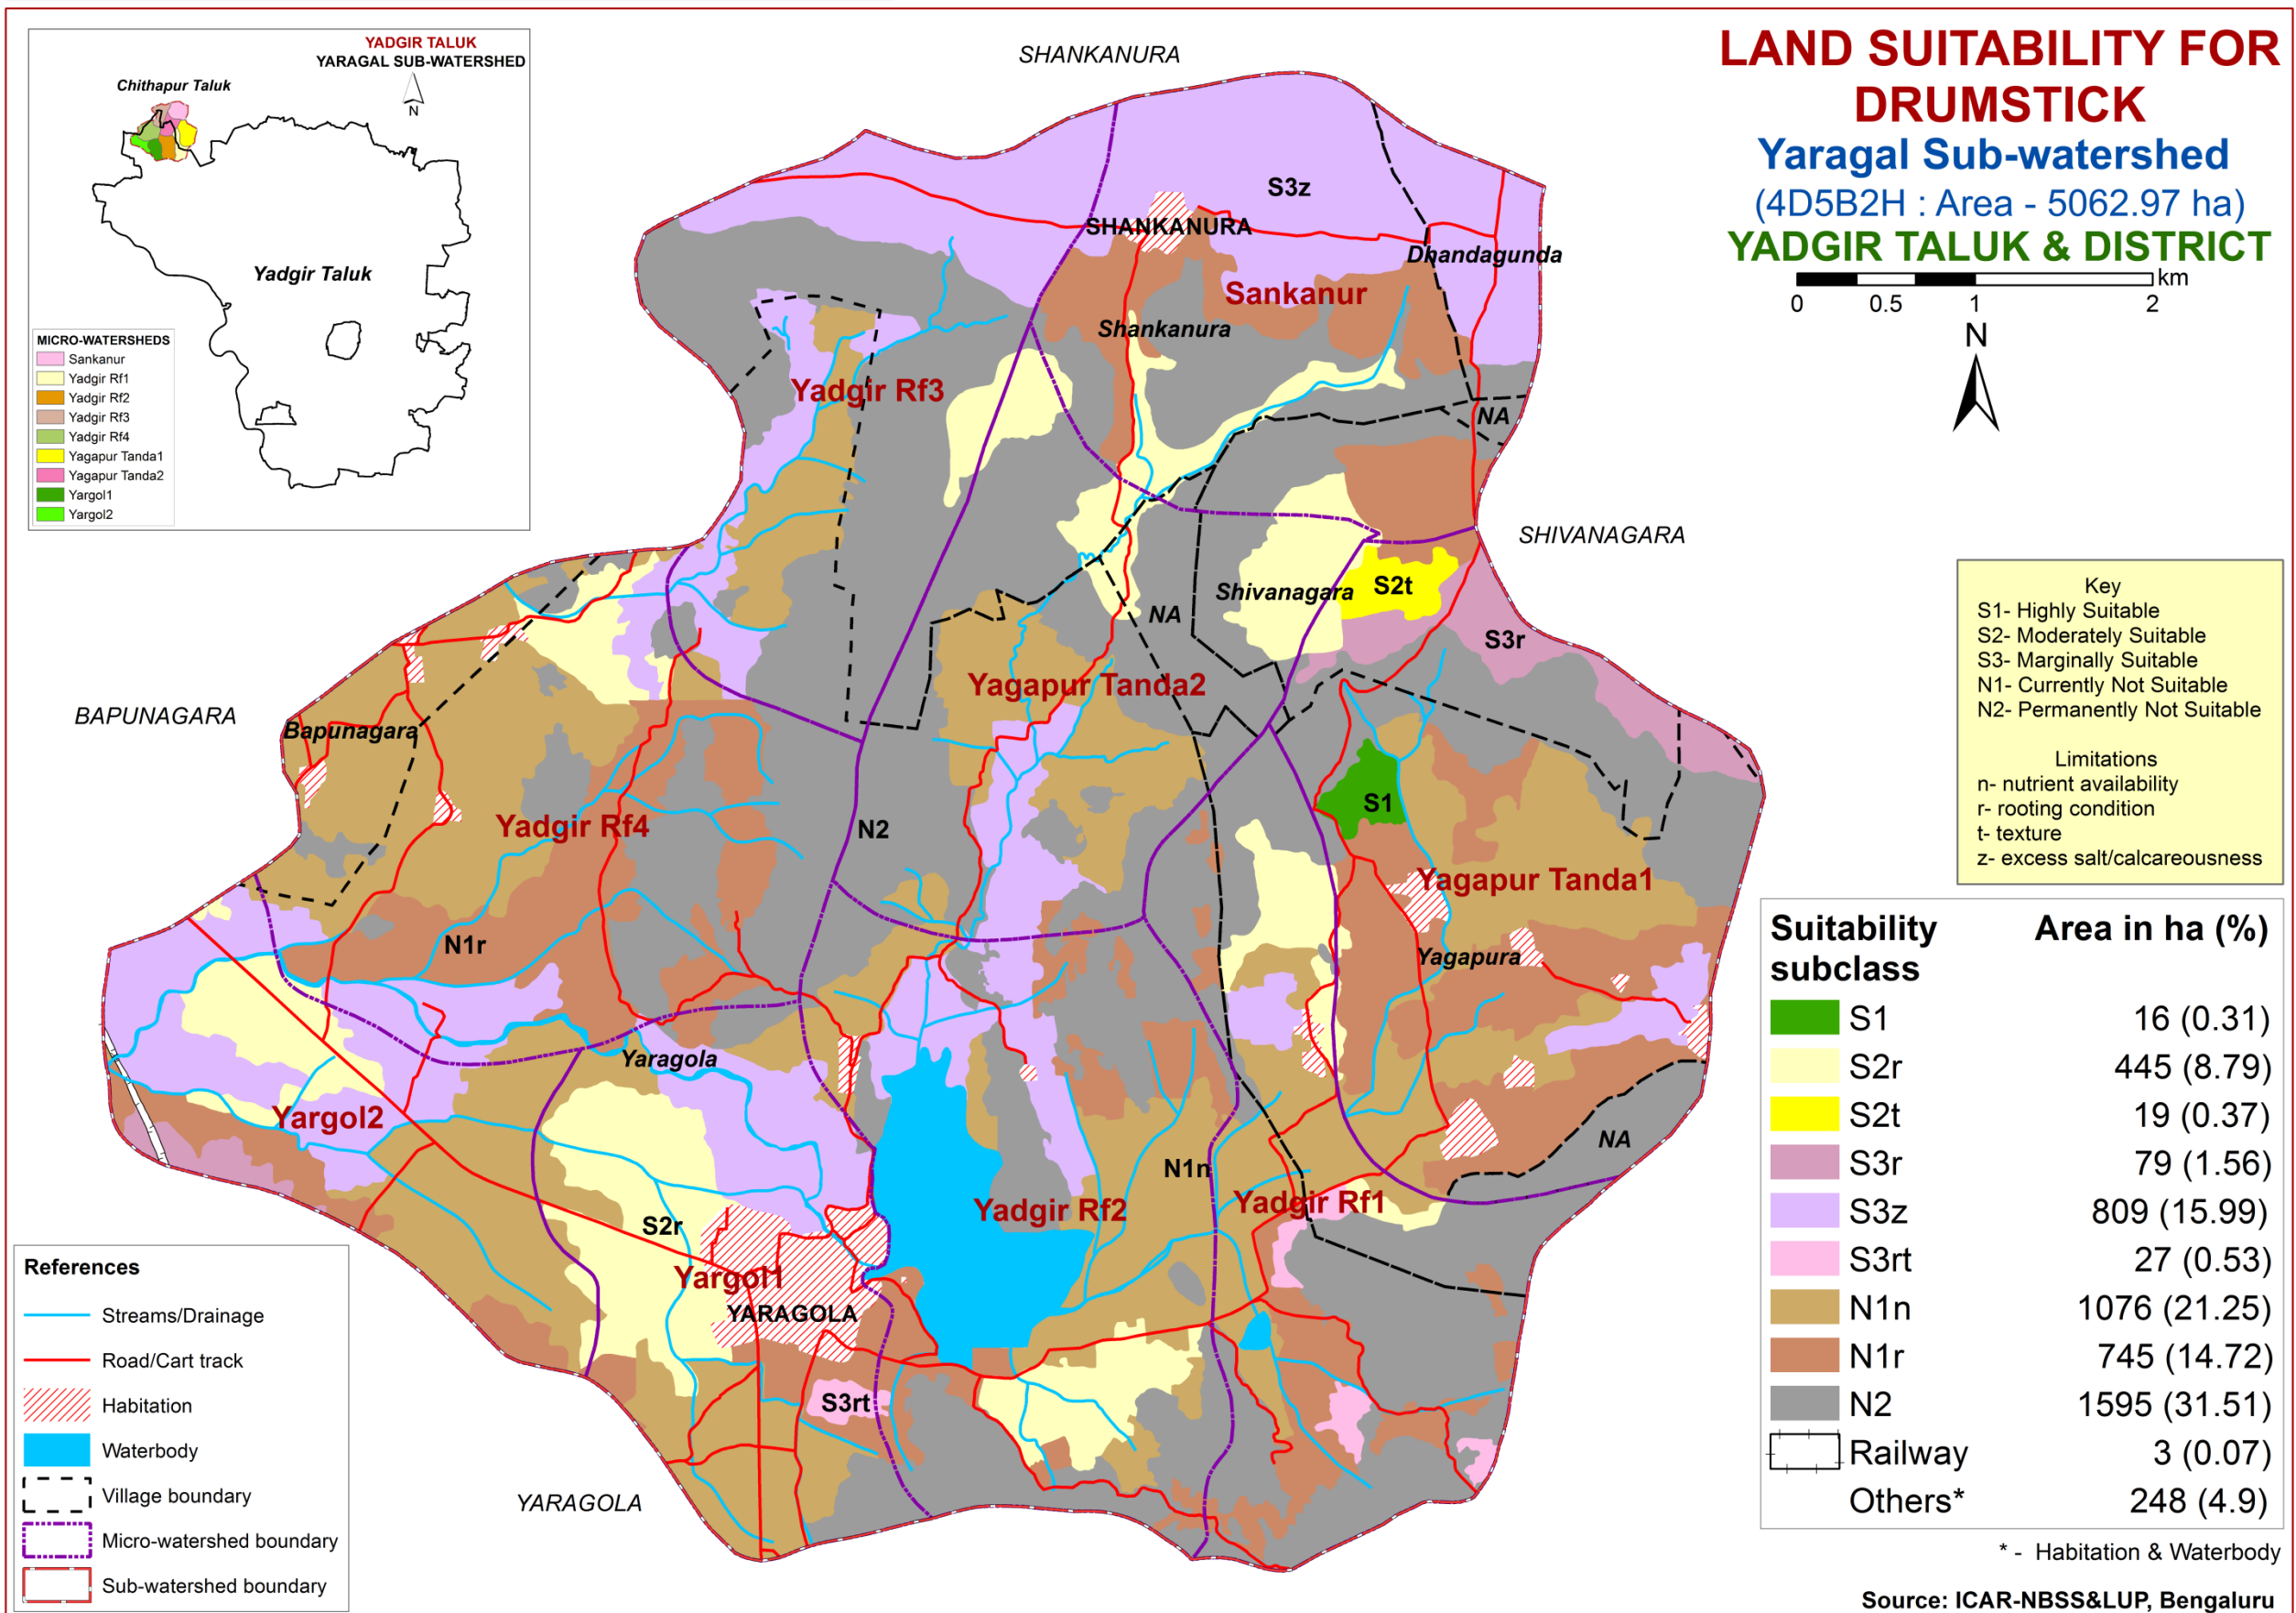 YADGIR TALUK
YARAGAL SUB-WATERSHED
N
Chithapur Taluk
Yadgir Taluk
MICRO-WATERSHEDS
Sankanur
Yadgir Rf1
Yadgir Rf2
Yadgir Rf3
Yadgir Rf4
Yagapur Tanda1
Yagapur Tanda2
Yargol1
Yargol2
LAND SUITABILITY FOR
DRUMSTICK
Yaragal Sub-watershed
(4D5B2H : Area - 5062.97 ha)
YADGIR TALUK & DISTRICT
km
0 0.5 1 2
N
SHANKANURA
S3z
SHANKANURA
Dhandagunda
Sankanur
Shankanura
Yadgir Rf3
NA
SHIVANAGARA
S2t
Shivanagara
NA
S3r
Yagapur Tanda2
BAPUNAGARA
Bapunagara
S1
Yadgir Rf4
N2
Yagapur Tanda1
N1r
Yagapura
Yaragola
Yargol2
NA
N1n
Yadgir Rf2
Yadgir Rf1
S2r
Yargol1
YARAGOLA
S3rt
YARAGOLA
Key
S1- Highly Suitable
S2- Moderately Suitable
S3- Marginally Suitable
N1- Currently Not Suitable
N2- Permanently Not Suitable
Limitations
n- nutrient availability
r- rooting condition
t- texture
z- excess salt/calcareousness
Suitability Area in ha (%)
subclass
S1 16 (0.31)
S2r 445 (8.79)
S2t 19 (0.37)
S3r 79 (1.56)
S3z 809 (15.99)
S3rt 27 (0.53)
N1n 1076 (21.25)
N1r 745 (14.72)
N2 1595 (31.51)
Railway 3 (0.07)
Others* 248 (4.9)
* - Habitation & Waterbody
Source: ICAR-NBSS&LUP, Bengaluru
References
Streams/Drainage
Road/Cart track
Habitation
Waterbody
Village boundary
Micro-watershed boundary
Sub-watershed boundary